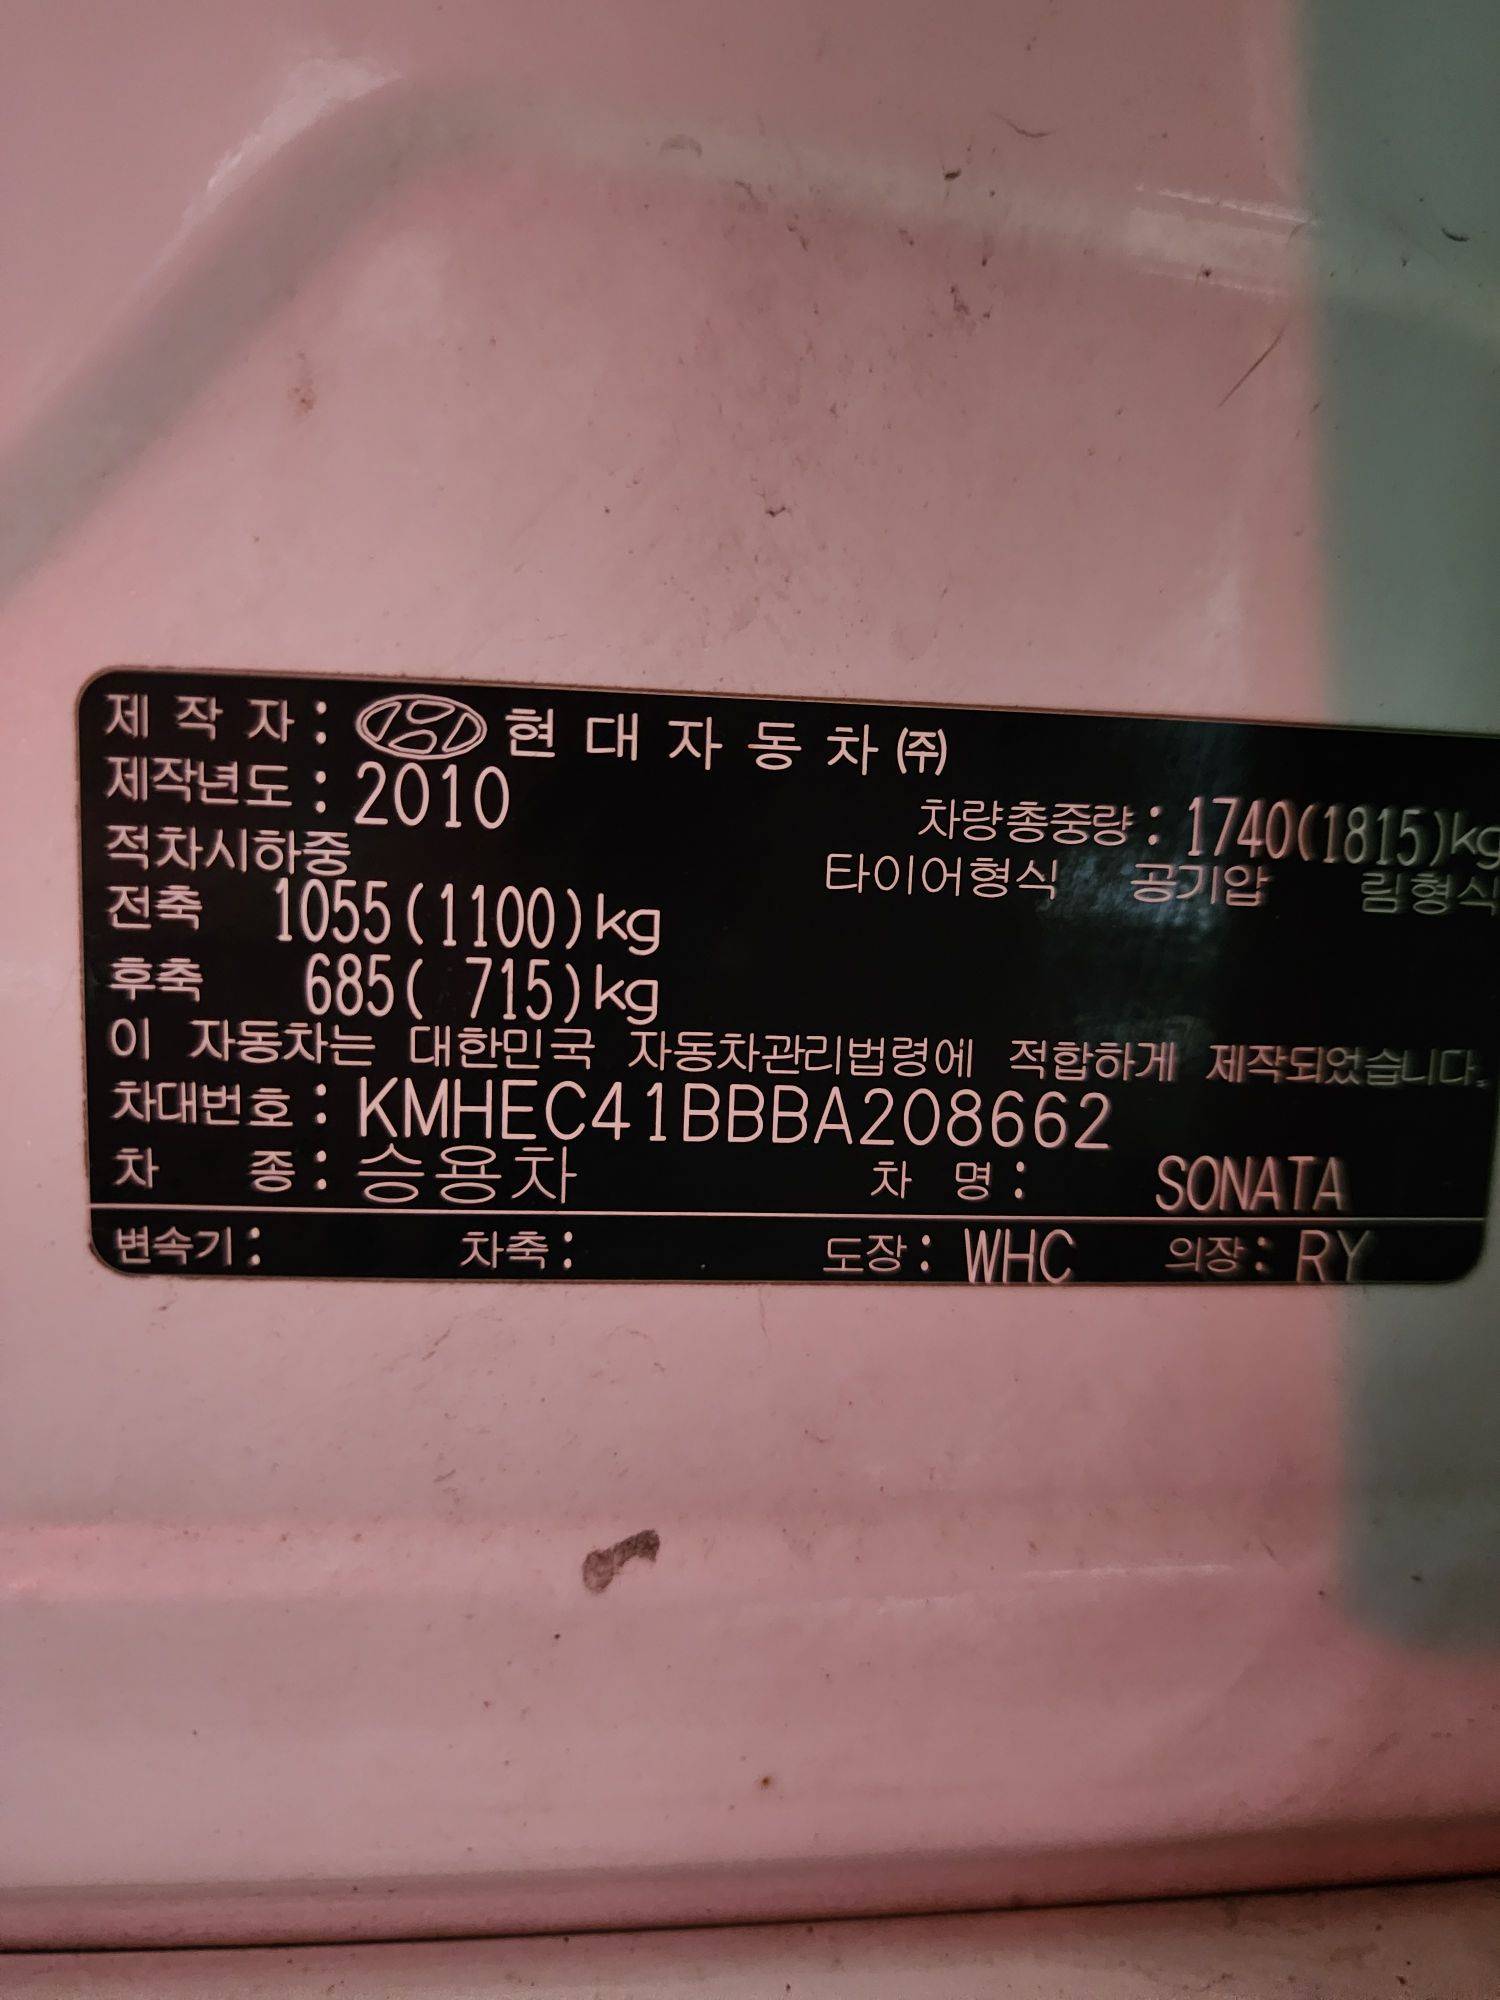 제 작 자 : 현 대 자 동 차 ㈜
제작년도 : 2010
차량총중량 : 1740(1815)kg
적차시하중
타이어형식 공기압 림형식
전축 1055(1100)kg
후축 685( 715)kg
이 자동차는 대한민국 자동차관리법령에 적합하게 제작되었습니다.
차대번호 : KMHEC41BBBA208662
차 종 : 승용차 차 명 : SONATA
변속기 : 차축 : 도장 : WHC 의장 : RY